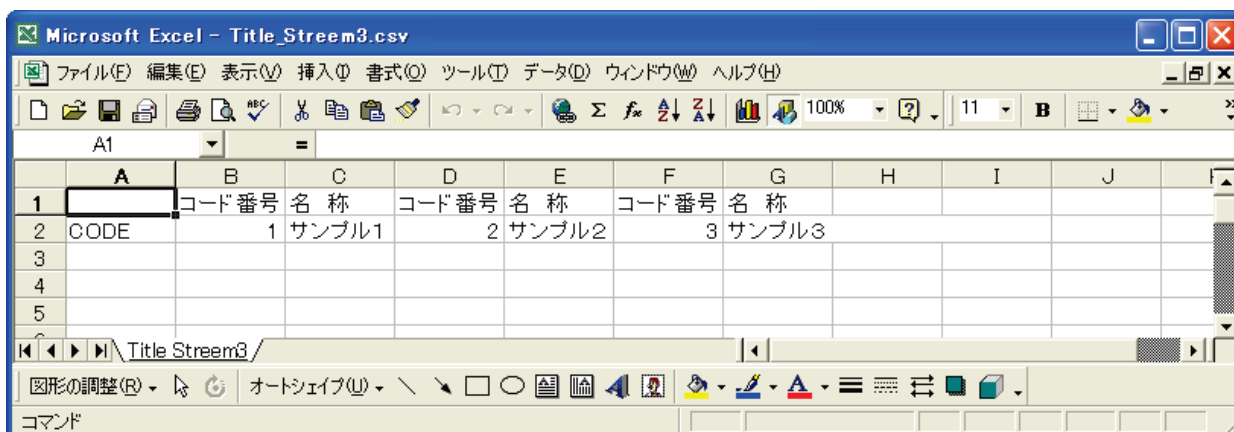 Microsoft Excel - Title_Streem3.csv
ファイル(F) 編集(E) 表示(V) 挿入(I) 書式(O) ツール(T) データ(D) ウィンドウ(W) ヘルプ(H)
100% 11 B
A1 =
A B C D E F G H I J
1 コード番号 名 称 コード番号 名 称 コード番号 名 称
2 CODE 1 サンプル1 2 サンプル2 3 サンプル3
3
4
5
Title Streem3
図形の調整(R) オートシェイプ(U)
コマンド